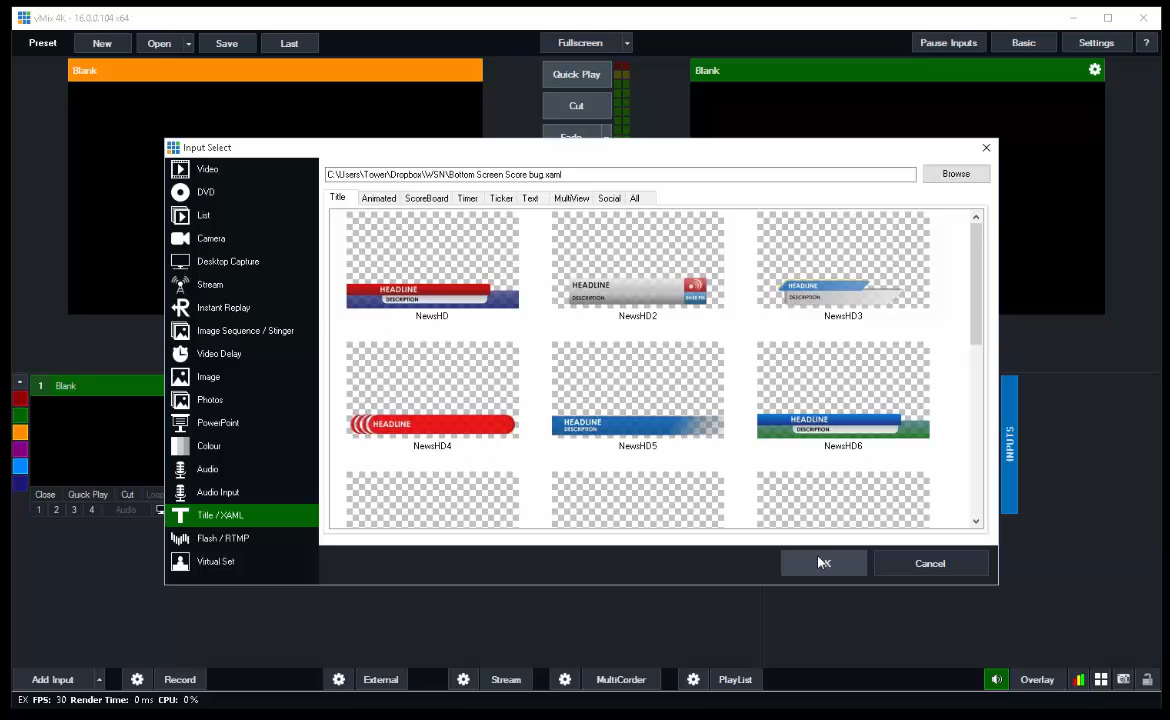 vMix 4K - 16.0.0.104 x64
Preset
New
Open
Save
Last
Fullscreen
Pause Inputs
Basic
Settings
?
Blank
Quick Play
Blank
Cut
Fade
Input Select
Video
DVD
List
Camera
Desktop Capture
Stream
Instant Replay
Image Sequence / Stinger
Video Delay
Image
Photos
PowerPoint
Colour
Audio
Audio Input
Title / XAML
Flash / RTMP
Virtual Set
C:\Users\Tower\Dropbox\WSN\Bottom Screen Score bug.xaml
Browse
Title
Animated
ScoreBoard
Timer
Ticker
Text
MultiView
Social
All
HEADLINE
DESCRIPTION
NewsHD
HEADLINE
DESCRIPTION
NewsHD2
HEADLINE
DESCRIPTION
NewsHD3
HEADLINE
NewsHD4
HEADLINE
DESCRIPTION
NewsHD5
HEADLINE
DESCRIPTION
NewsHD6
Cancel
1 Blank
Close
Quick Play
Cut
Loop
1 2 3 4 Audio
INPUTS
Add Input
Record
External
Stream
MultiCorder
PlayList
Overlay
EX FPS: 30 Render Time: 0 ms CPU: 0 %